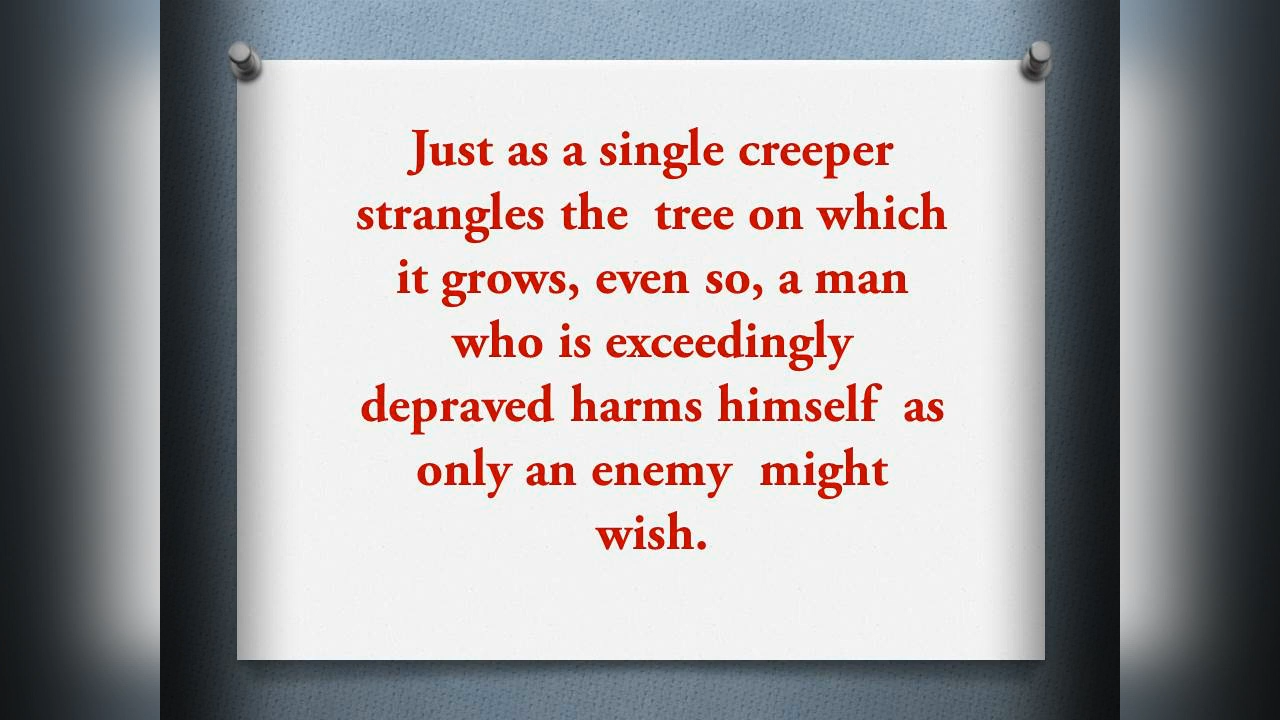 Just as a single creeper
strangles the  tree on which
it grows, even so, a man
who is exceedingly
depraved harms himself  as
only an enemy  might
wish.